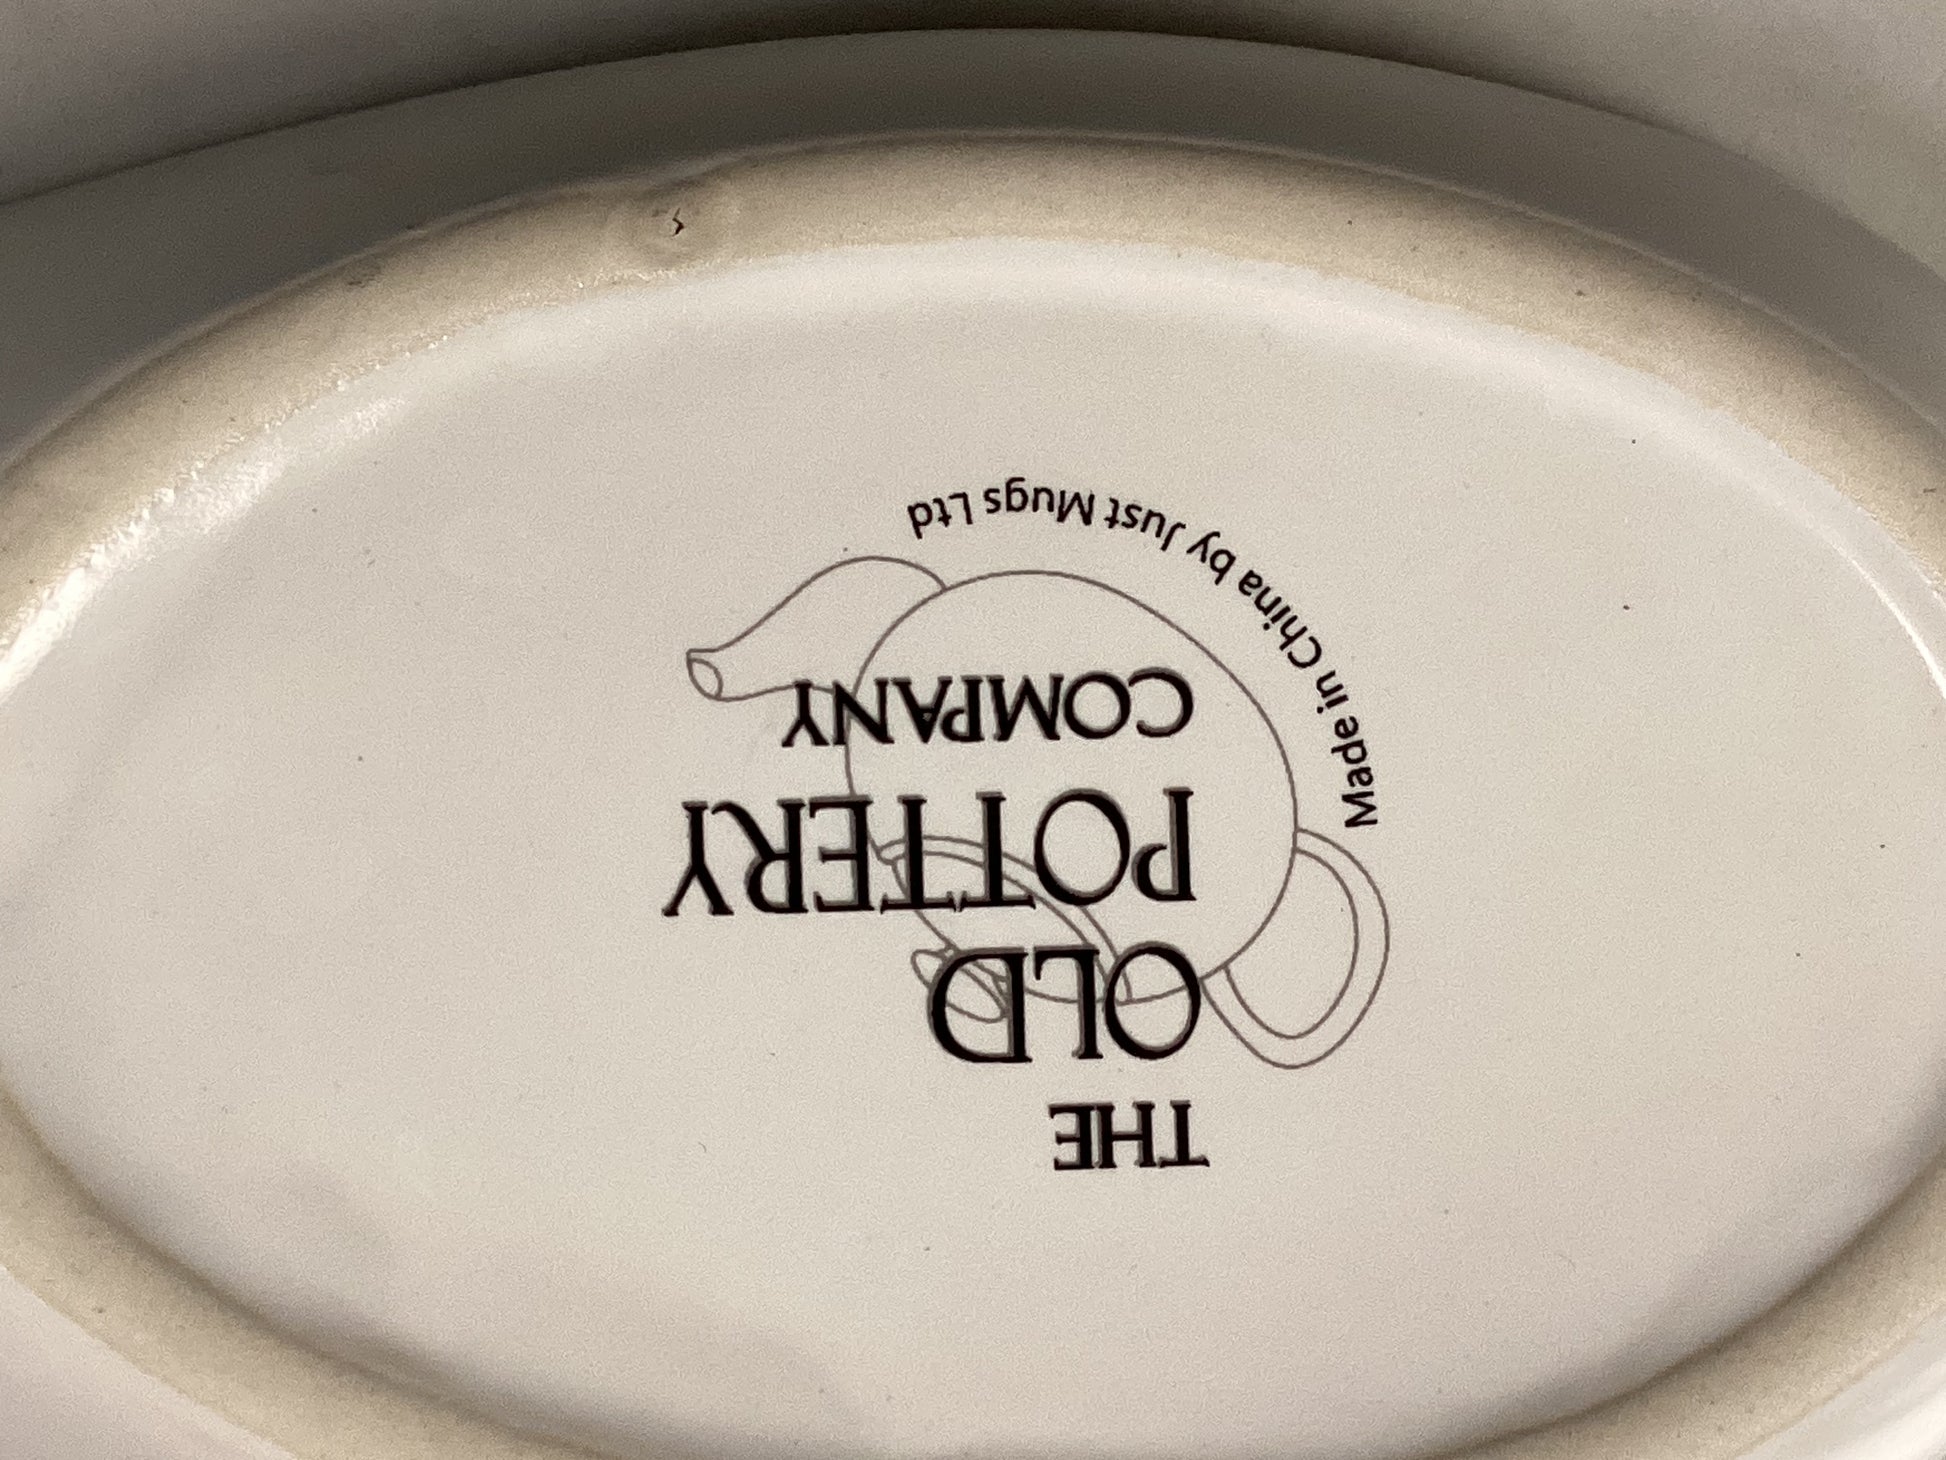 THE
OLD
POTTERY
COMPANY
Made in China by Just Mugs Ltd